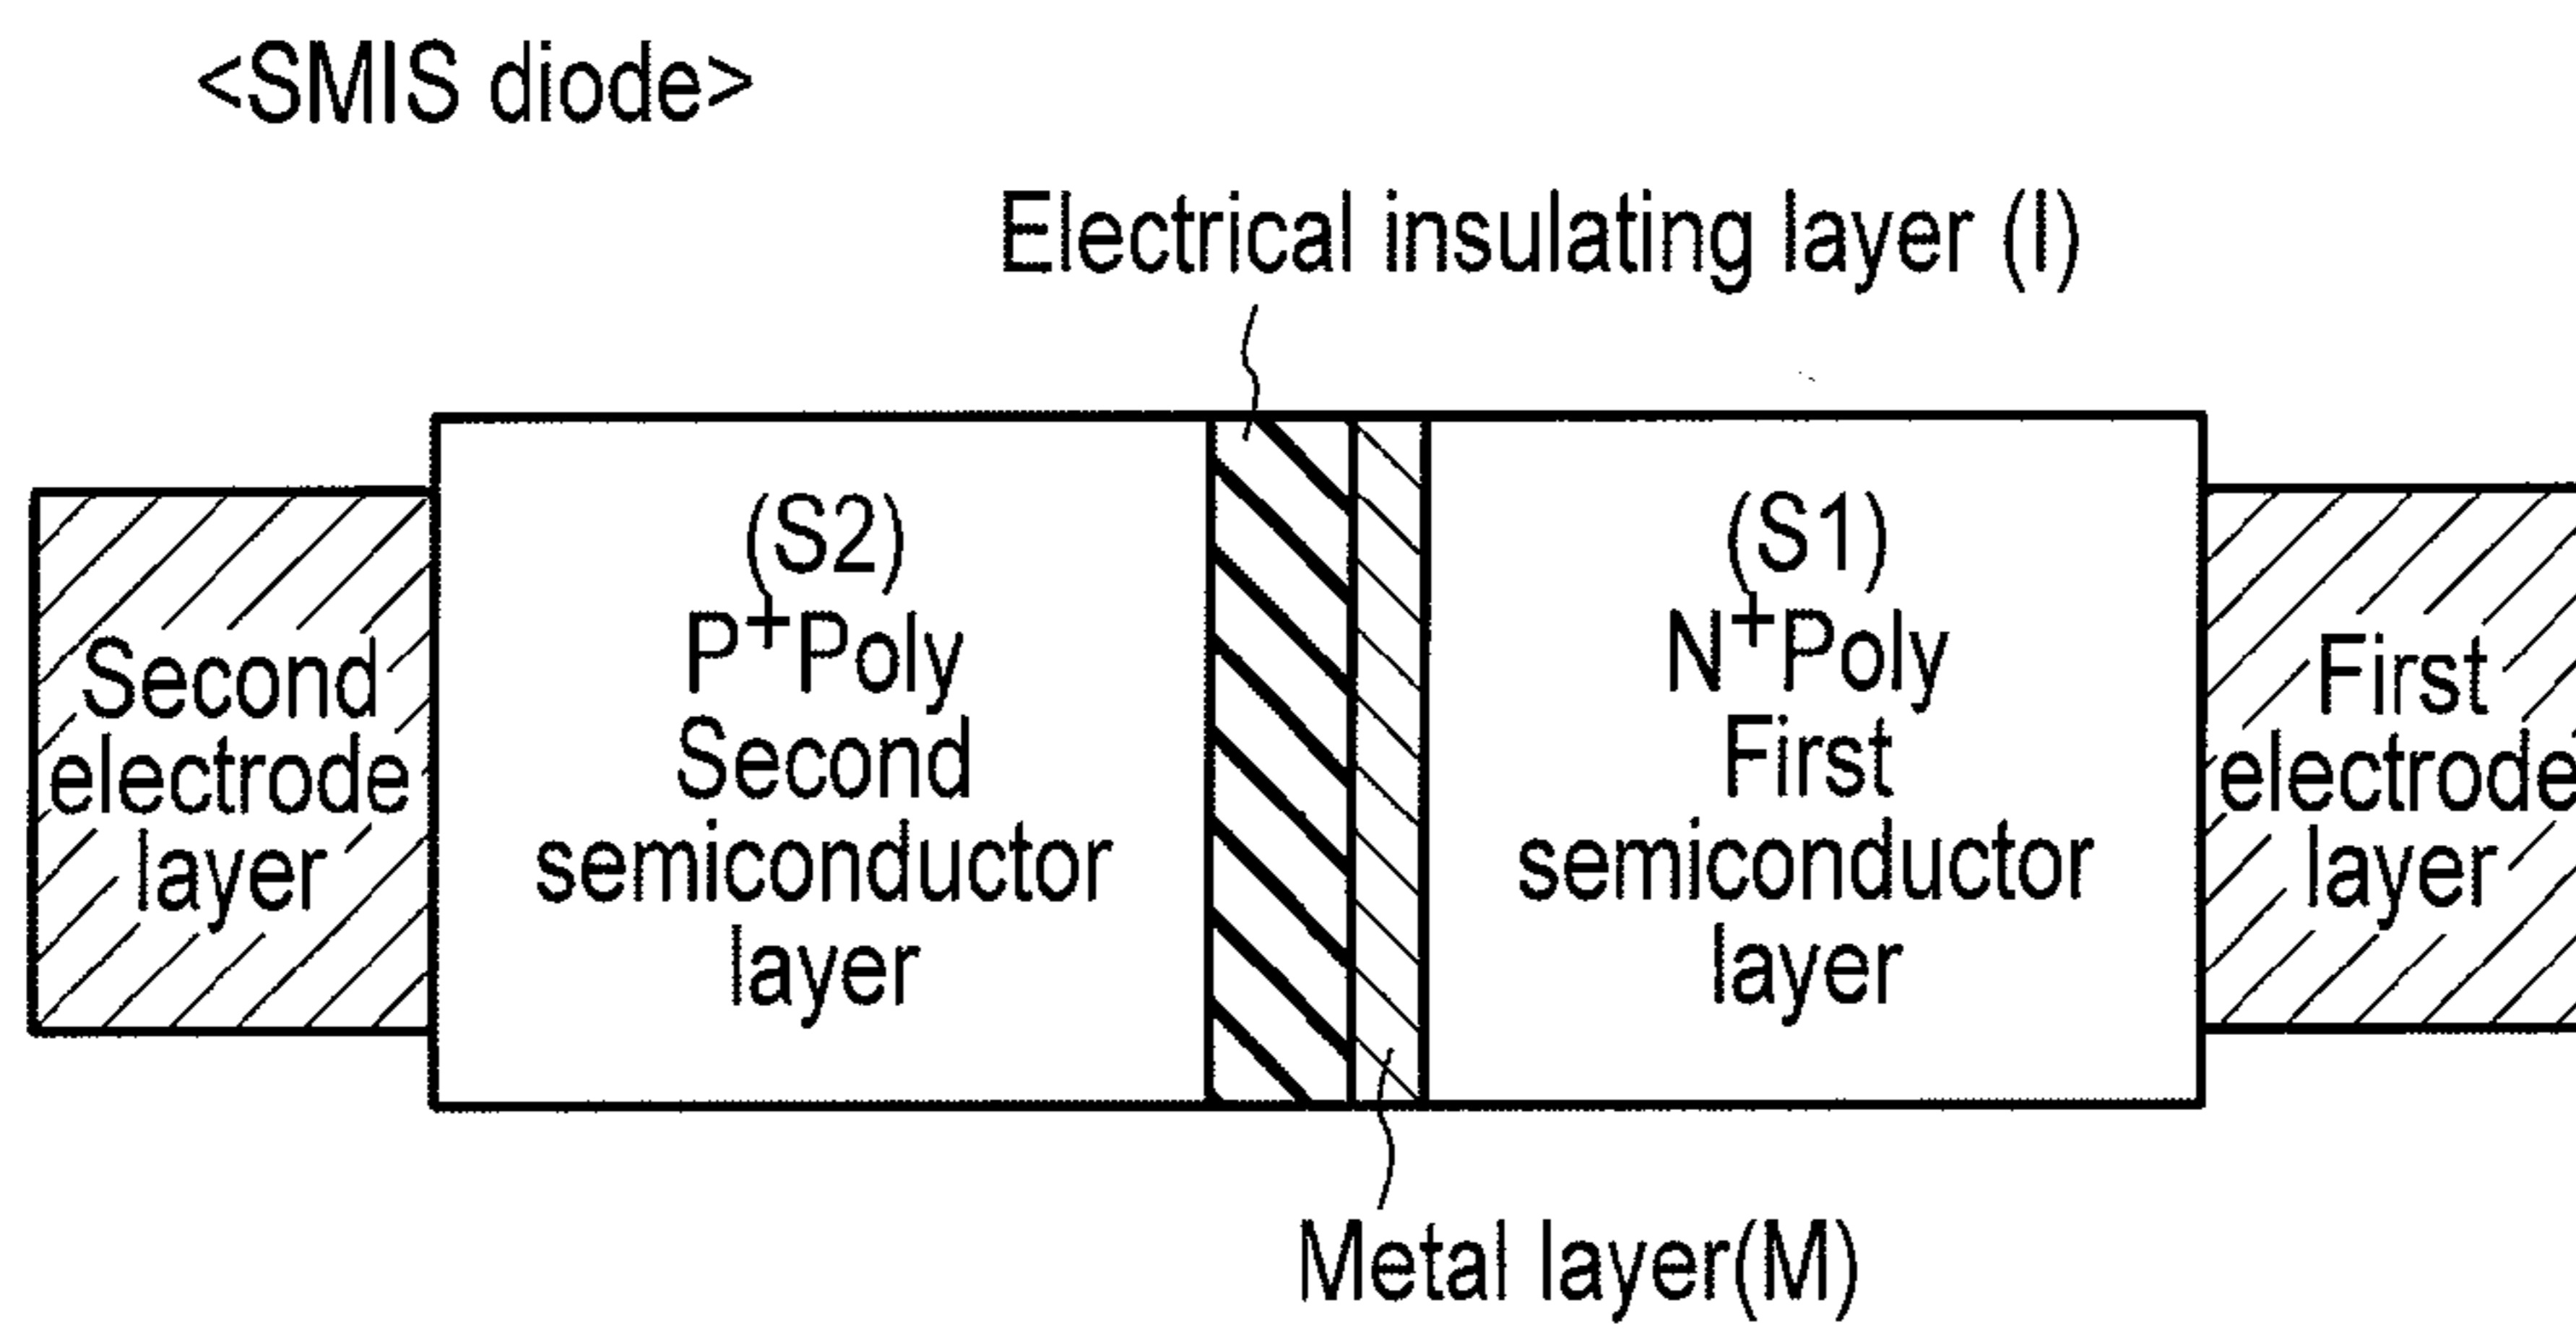 <SMIS diode>
Electrical insulating layer (I)
Second
electrode
layer
(S2)
P+Poly
Second
semiconductor
layer
(S1)
N+Poly
First
semiconductor
layer
First
electrode
layer
Metal layer(M)